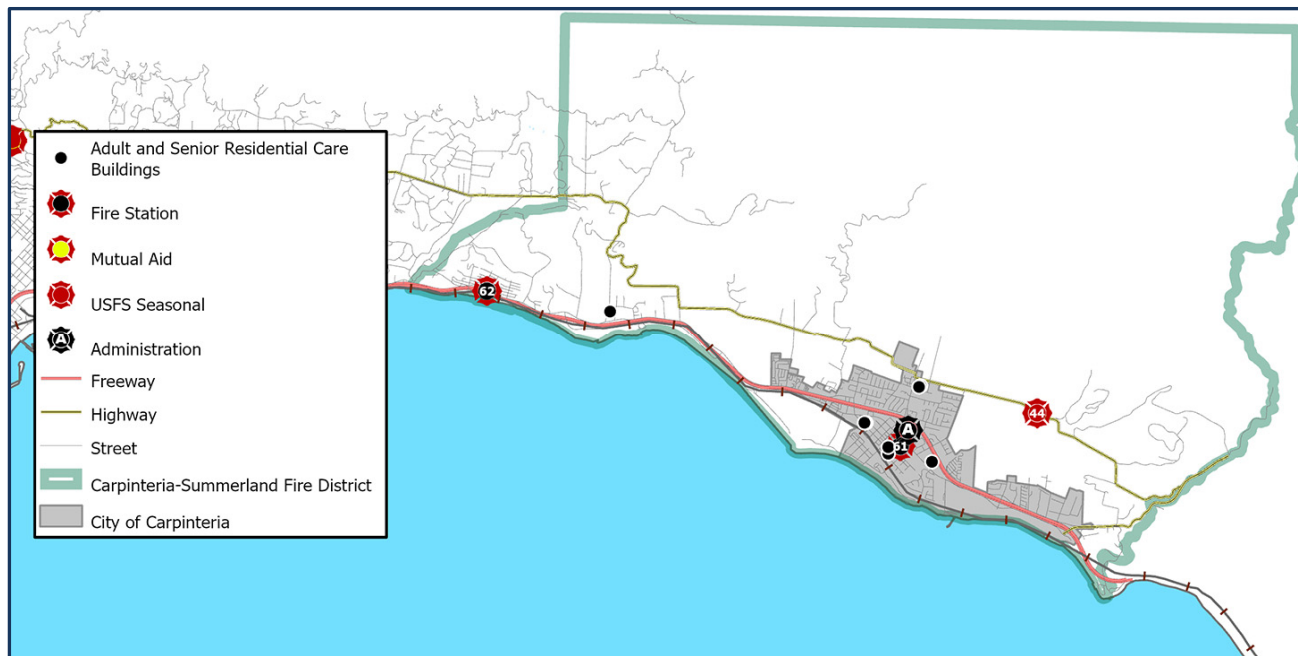 Adult and Senior Residential Care
Buildings
Fire Station
Mutual Aid
USFS Seasonal
A
Administration
Freeway
Highway
Street
Carpinteria-Summerland Fire District
City of Carpinteria
62
44
A
61